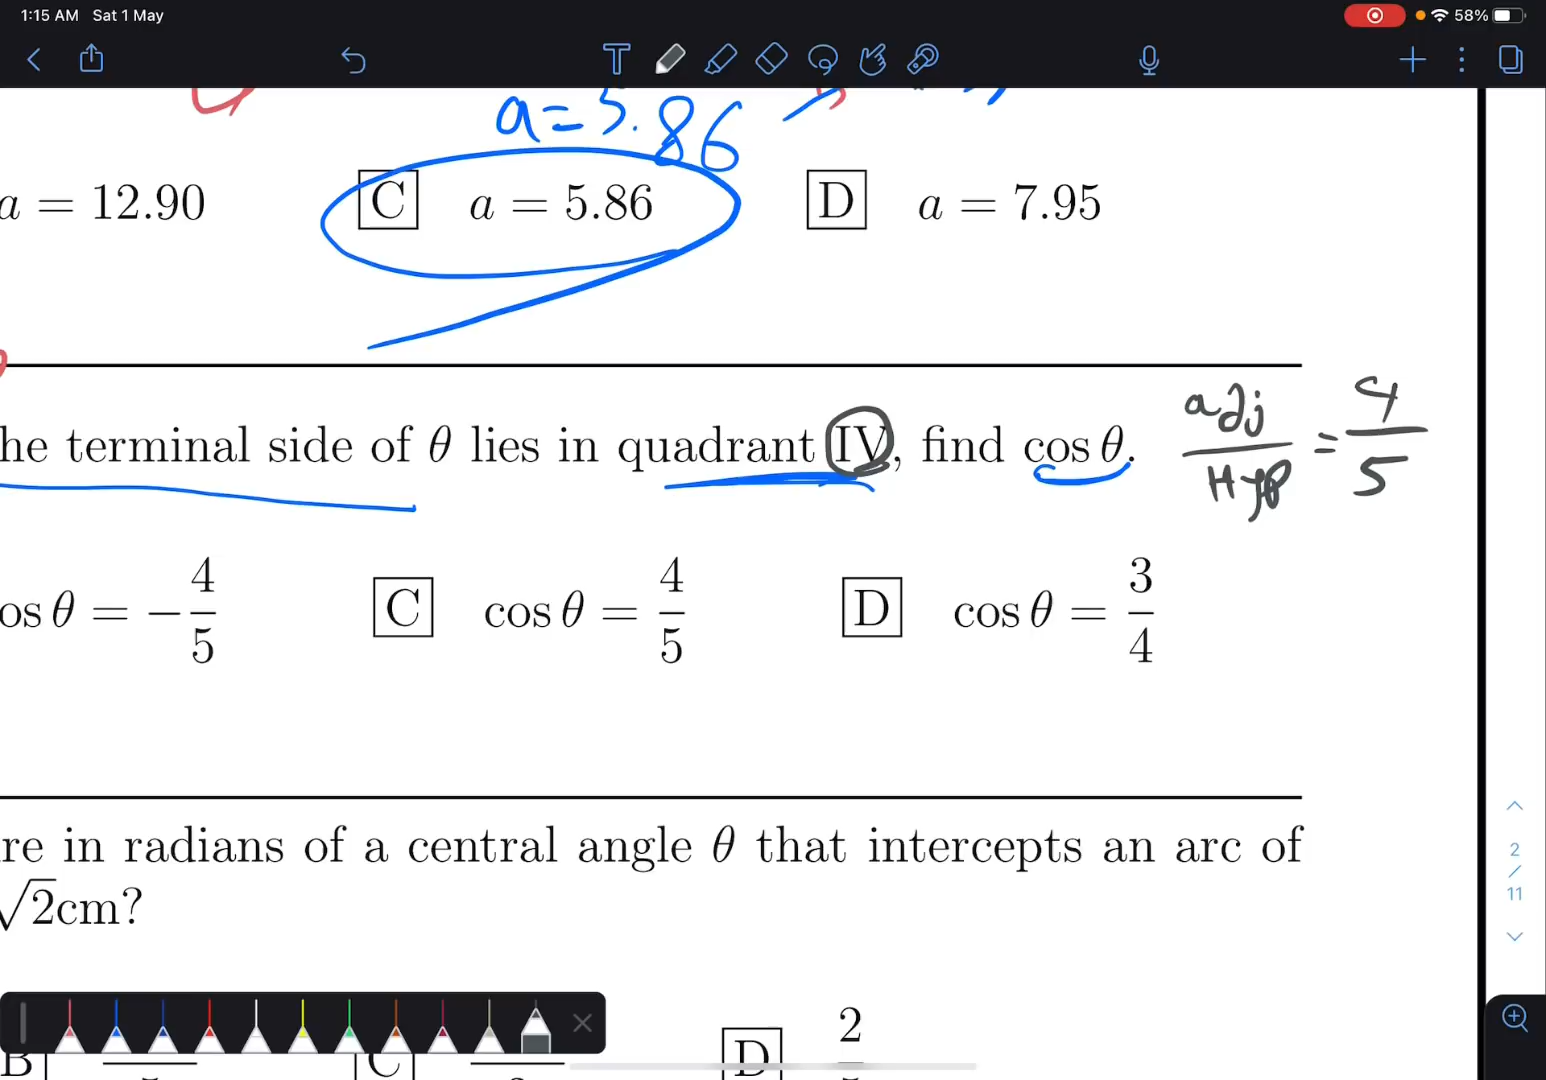 1:15 AM Sat 1 May
58%
a = 5.86
a = 12.90
C a = 5.86
D a = 7.95
he terminal side of θ lies in quadrant IV, find cos θ.
adj/Hyp = 4/5
os θ = −4/5
C cos θ = 4/5
D cos θ = 3/4
re in radians of a central angle θ that intercepts an arc of
√2cm?
2
/
11
B
C
D 2